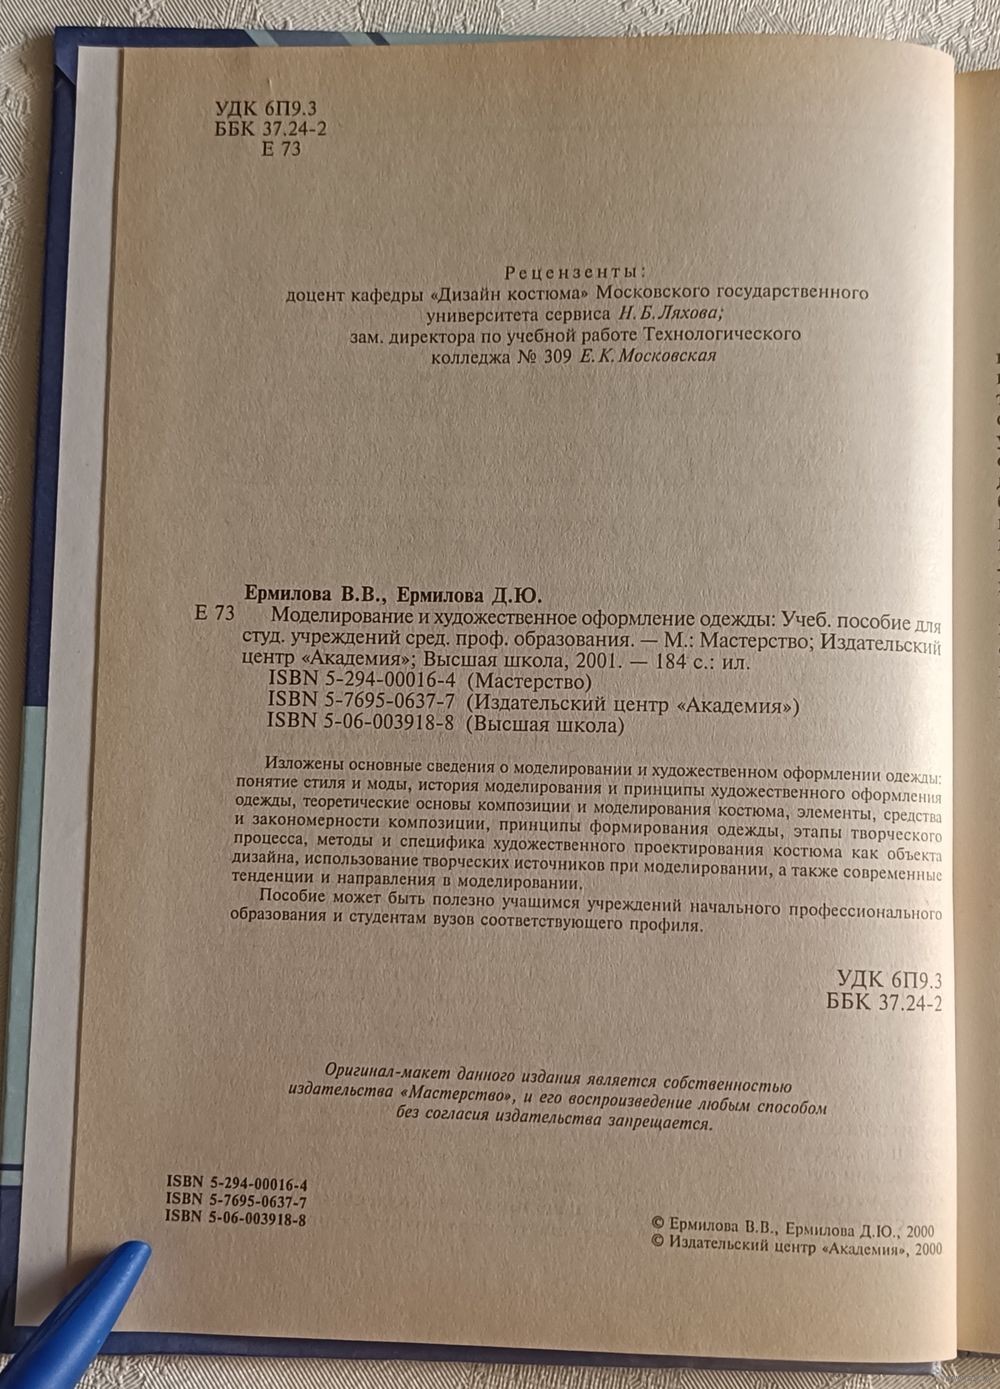 УДК 6П9.3
ББК 37.24-2
Е 73
Рецензенты:
доцент кафедры «Дизайн костюма» Московского государственного
университета сервиса Н. Б. Ляхова;
зам. директора по учебной работе Технологического
колледжа № 309 Е. К. Московская
Ермилова В.В., Ермилова Д.Ю.
Е 73 Моделирование и художественное оформление одежды: Учеб. пособие для
студ. учреждений сред. проф. образования. — М.: Мастерство; Издательский
центр «Академия»; Высшая школа, 2001. — 184 с.: ил.
ISBN 5-294-00016-4 (Мастерство)
ISBN 5-7695-0637-7 (Издательский центр «Академия»)
ISBN 5-06-003918-8 (Высшая школа)
Изложены основные сведения о моделировании и художественном оформлении одежды:
понятие стиля и моды, история моделирования и принципы художественного оформления
одежды, теоретические основы композиции и моделирования костюма, элементы, средства
и закономерности композиции, принципы формирования одежды, этапы творческого
процесса, методы и специфика художественного проектирования костюма как объекта
дизайна, использование творческих источников при моделировании, а также современные
тенденции и направления в моделировании.
Пособие может быть полезно учащимся учреждений начального профессионального
образования и студентам вузов соответствующего профиля.
УДК 6П9.3
ББК 37.24-2
Оригинал-макет данного издания является собственностью
издательства «Мастерство», и его воспроизведение любым способом
без согласия издательства запрещается.
ISBN 5-294-00016-4
ISBN 5-7695-0637-7
ISBN 5-06-003918-8
© Ермилова В.В., Ермилова Д.Ю., 2000
© Издательский центр «Академия», 2000